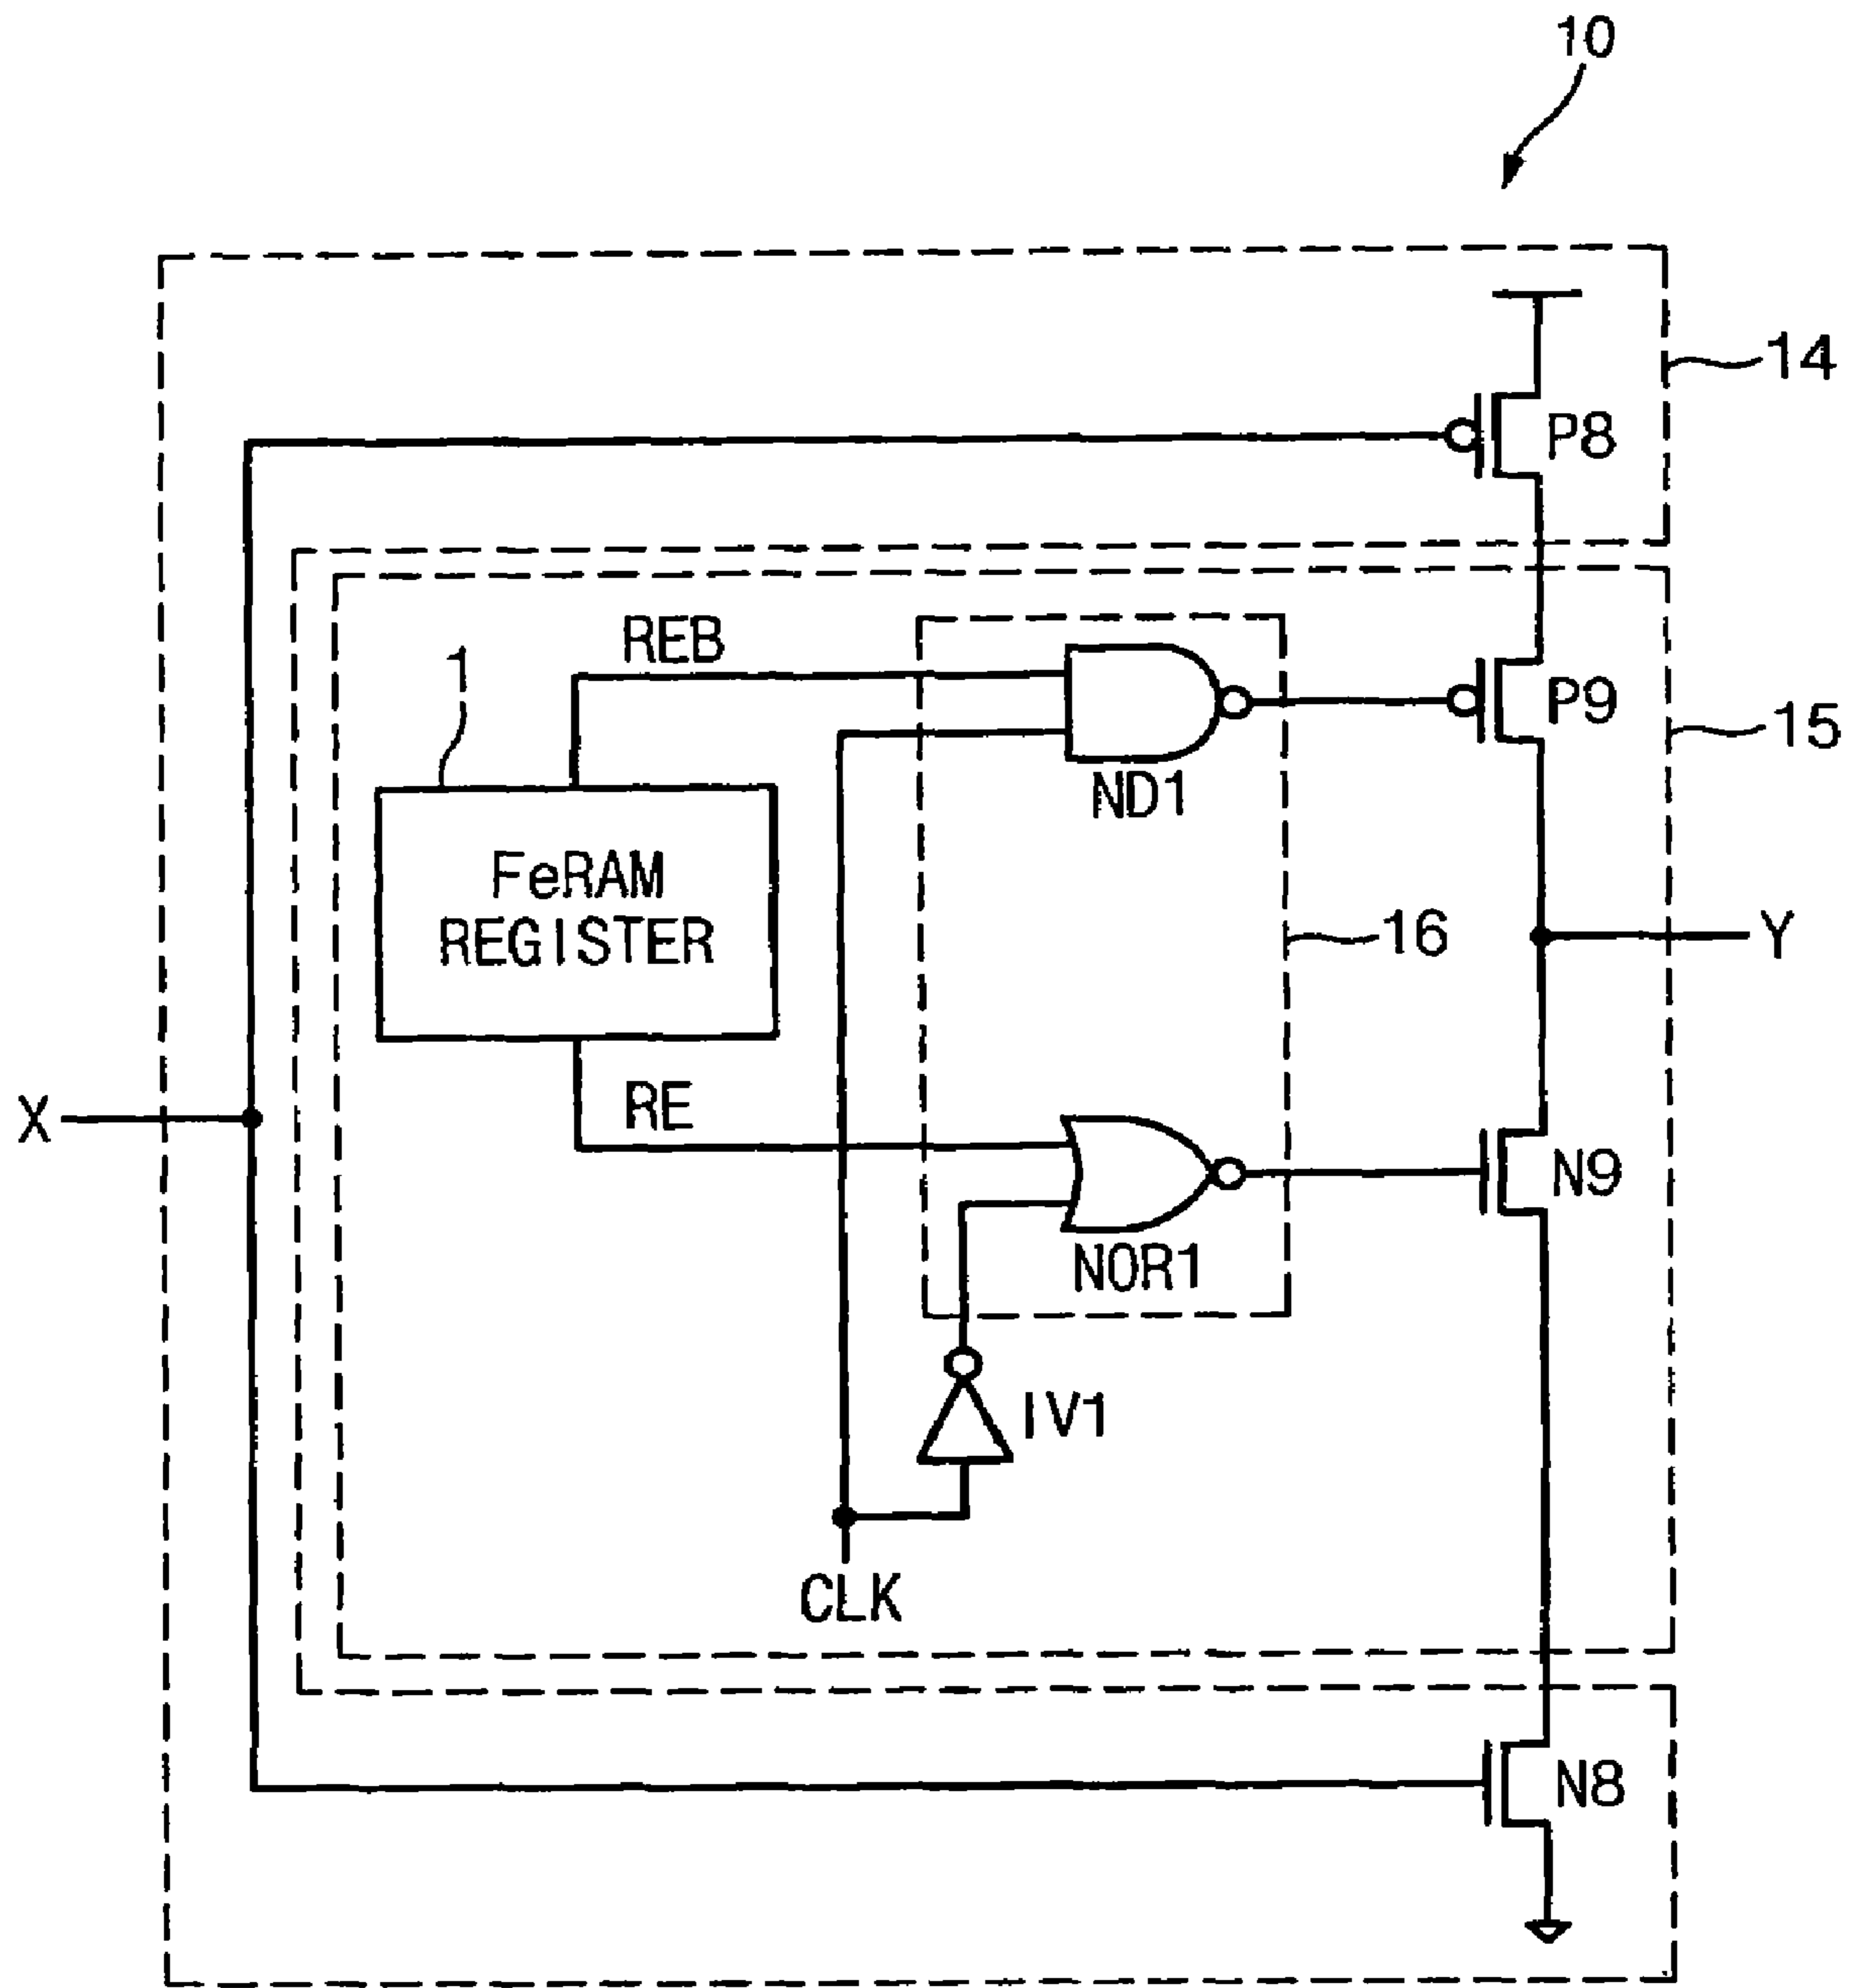 10
14
P8
REB
1
P9
15
ND1
FeRAM
REGISTER
16
Y
X
RE
N9
NOR1
IV1
CLK
N8